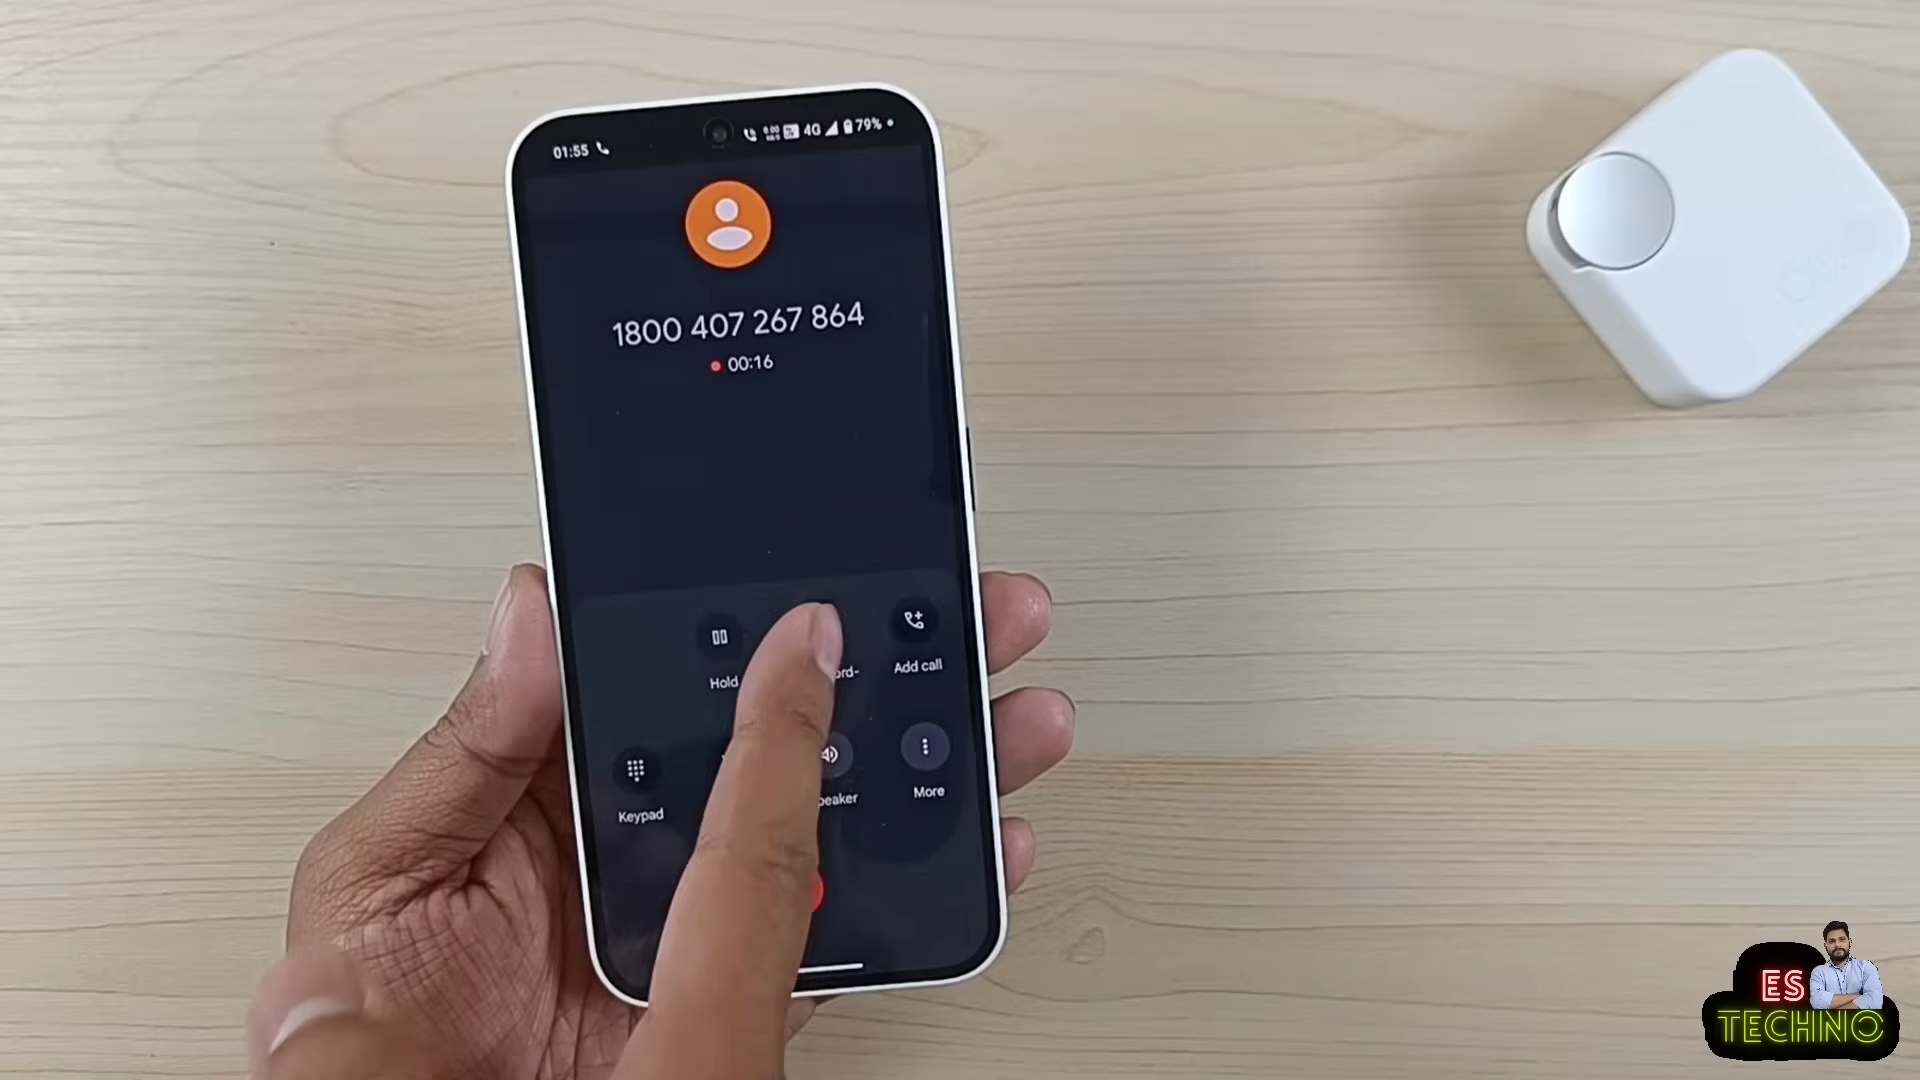 01:55
4G 79%
1800 407 267 864
00:16
Hold
Add call
Keypad
More
ES
TECHNO